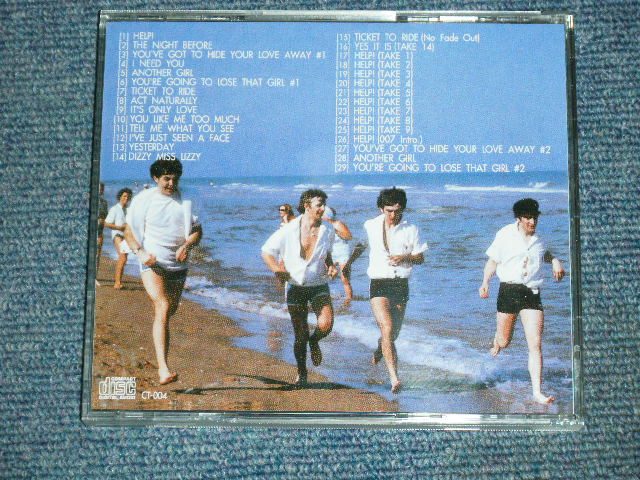 [1] HELP!
[2] THE NIGHT BEFORE
[3] YOU'VE GOT TO HIDE YOUR LOVE AWAY #1
[4] I NEED YOU
[5] ANOTHER GIRL
[6] YOU'RE GOING TO LOSE THAT GIRL #1
[7] TICKET TO RIDE
[8] ACT NATURALLY
[9] IT'S ONLY LOVE
[10] YOU LIKE ME TOO MUCH
[11] TELL ME WHAT YOU SEE
[12] I'VE JUST SEEN A FACE
[13] YESTERDAY
[14] DIZZY MISS LIZZY
[15] TICKET TO RIDE (No Fade Out)
[16] YES IT IS (TAKE 14)
[17] HELP! (TAKE 1)
[18] HELP! (TAKE 2)
[19] HELP! (TAKE 3)
[20] HELP! (TAKE 4)
[21] HELP! (TAKE 5)
[22] HELP! (TAKE 6)
[23] HELP! (TAKE 7)
[24] HELP! (TAKE 8)
[25] HELP! (TAKE 9)
[26] HELP! (007 Intro.)
[27] YOU'VE GOT TO HIDE YOUR LOVE AWAY #2
[28] ANOTHER GIRL
[29] YOU'RE GOING TO LOSE THAT GIRL #2
COMPACT
disc
DIGITAL AUDIO
CT-004